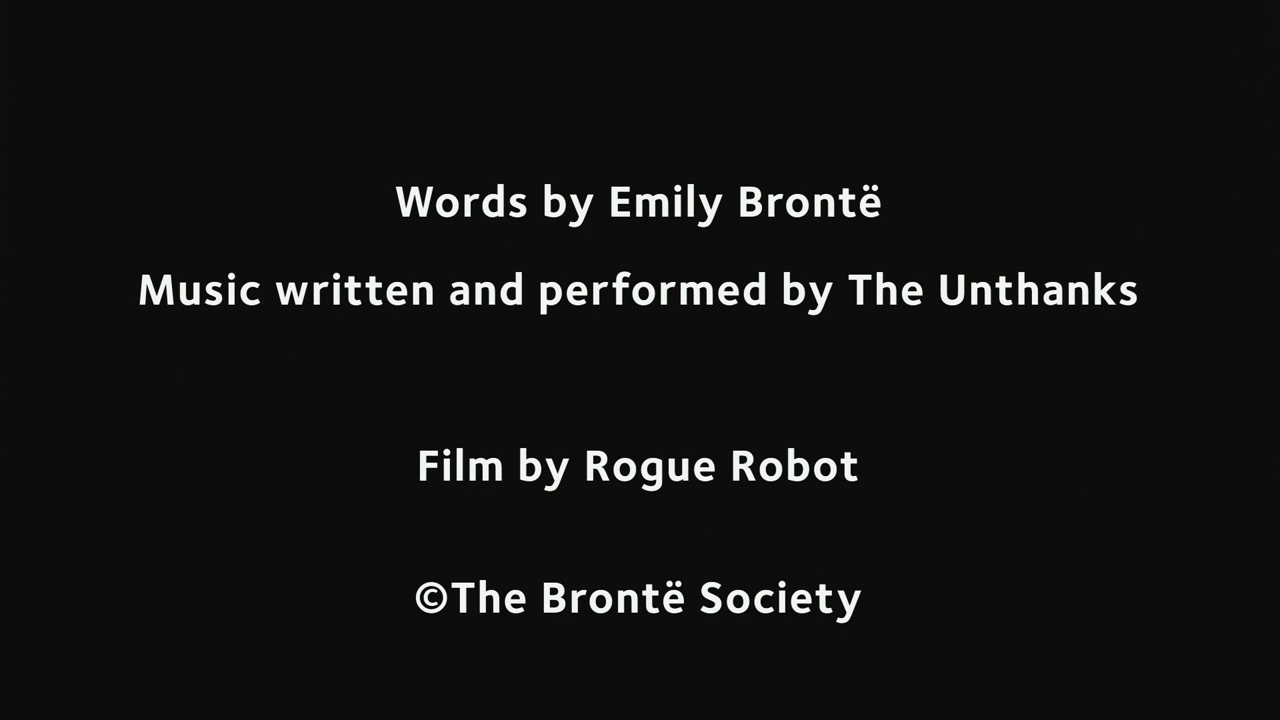 Words by Emily Brontë
Music written and performed by The Unthanks
Film by Rogue Robot
©The Brontë Society